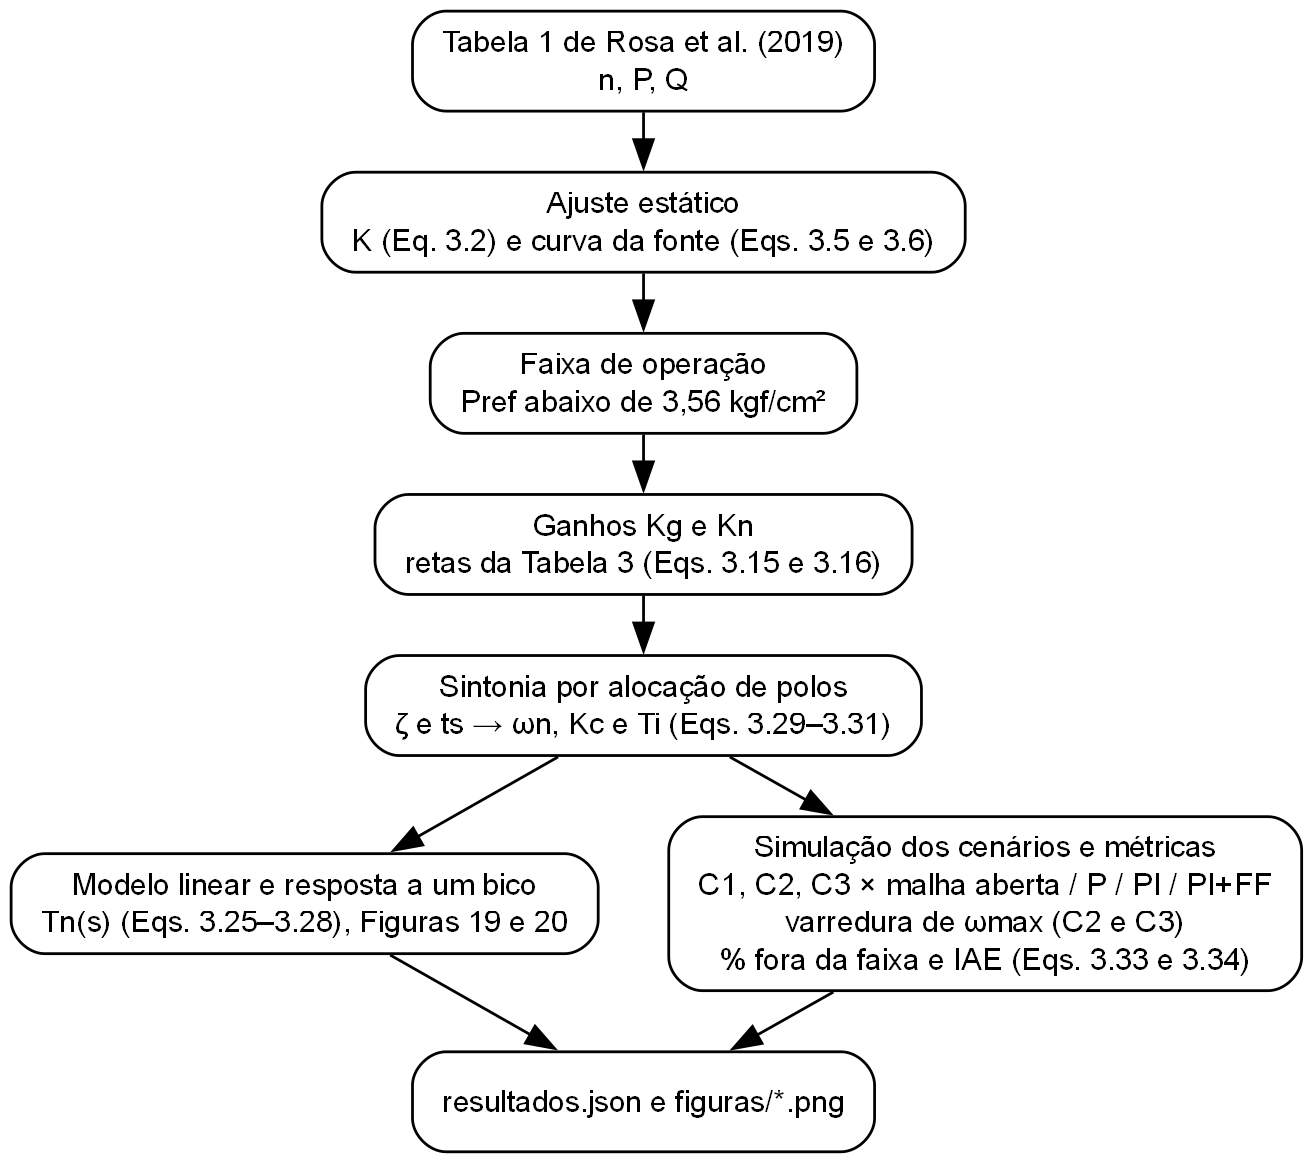 Tabela 1 de Rosa et al. (2019)
n, P, Q
Ajuste estático
K (Eq. 3.2) e curva da fonte (Eqs. 3.5 e 3.6)
Faixa de operação
Pref abaixo de 3,56 kgf/cm²
Ganhos Kg e Kn
retas da Tabela 3 (Eqs. 3.15 e 3.16)
Sintonia por alocação de polos
ζ e ts → ωn, Kc e Ti (Eqs. 3.29–3.31)
Modelo linear e resposta a um bico
Tn(s) (Eqs. 3.25–3.28), Figuras 19 e 20
Simulação dos cenários e métricas
C1, C2, C3 × malha aberta / P / PI / PI+FF
varredura de ωmax (C2 e C3)
% fora da faixa e IAE (Eqs. 3.33 e 3.34)
resultados.json e figuras/*.png